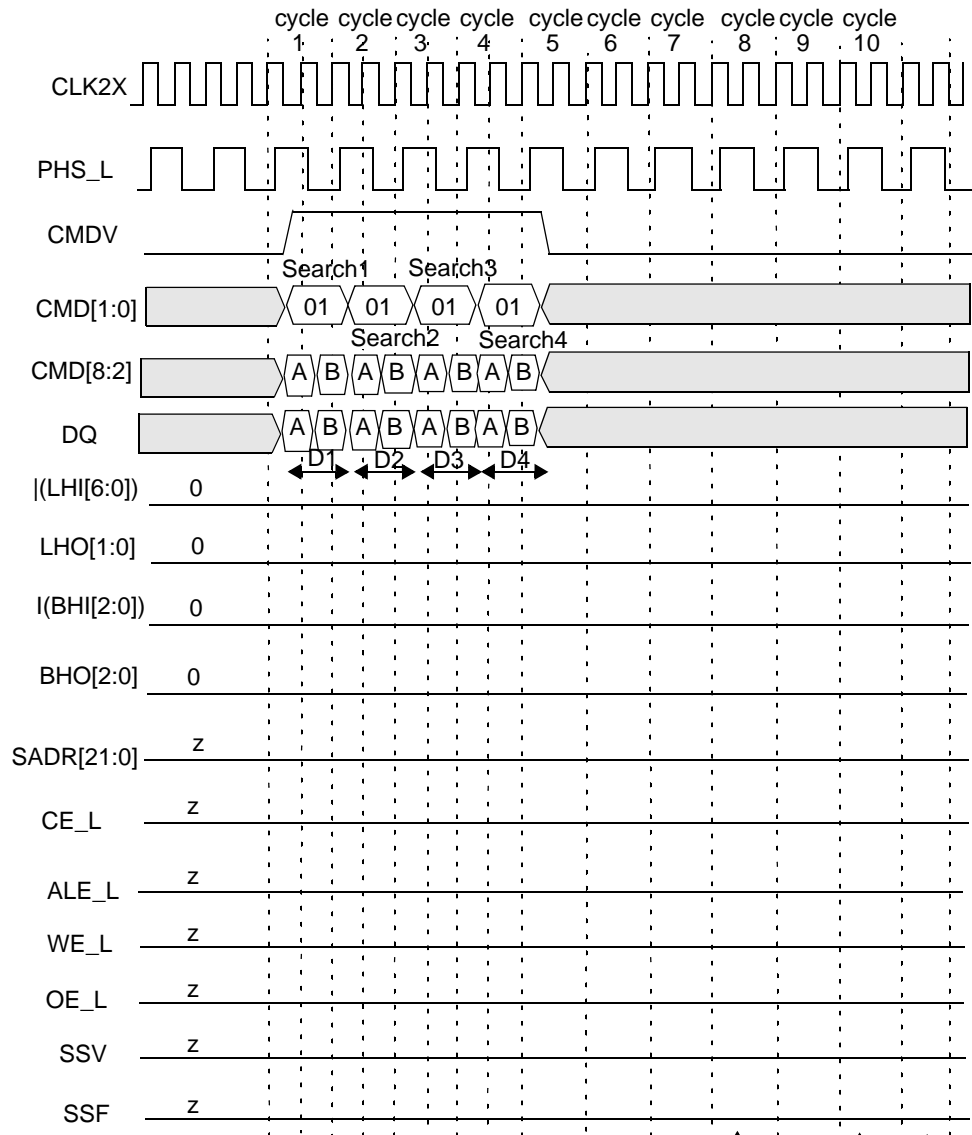 cycle cycle cycle cycle cycle cycle cycle cycle cycle cycle
1 2 3 4 5 6 7 8 9 10
CLK2X
PHS_L
CMDV
Search1 Search3
CMD[1:0] 01 01 01 01
Search2 Search4
CMD[8:2] A B A B A B A B
DQ A B A B A B A B
D1 D2 D3 D4
|(LHI[6:0]) 0
LHO[1:0] 0
I(BHI[2:0]) 0
BHO[2:0] 0
SADR[21:0] z
CE_L z
ALE_L z
WE_L z
OE_L z
SSV z
SSF z